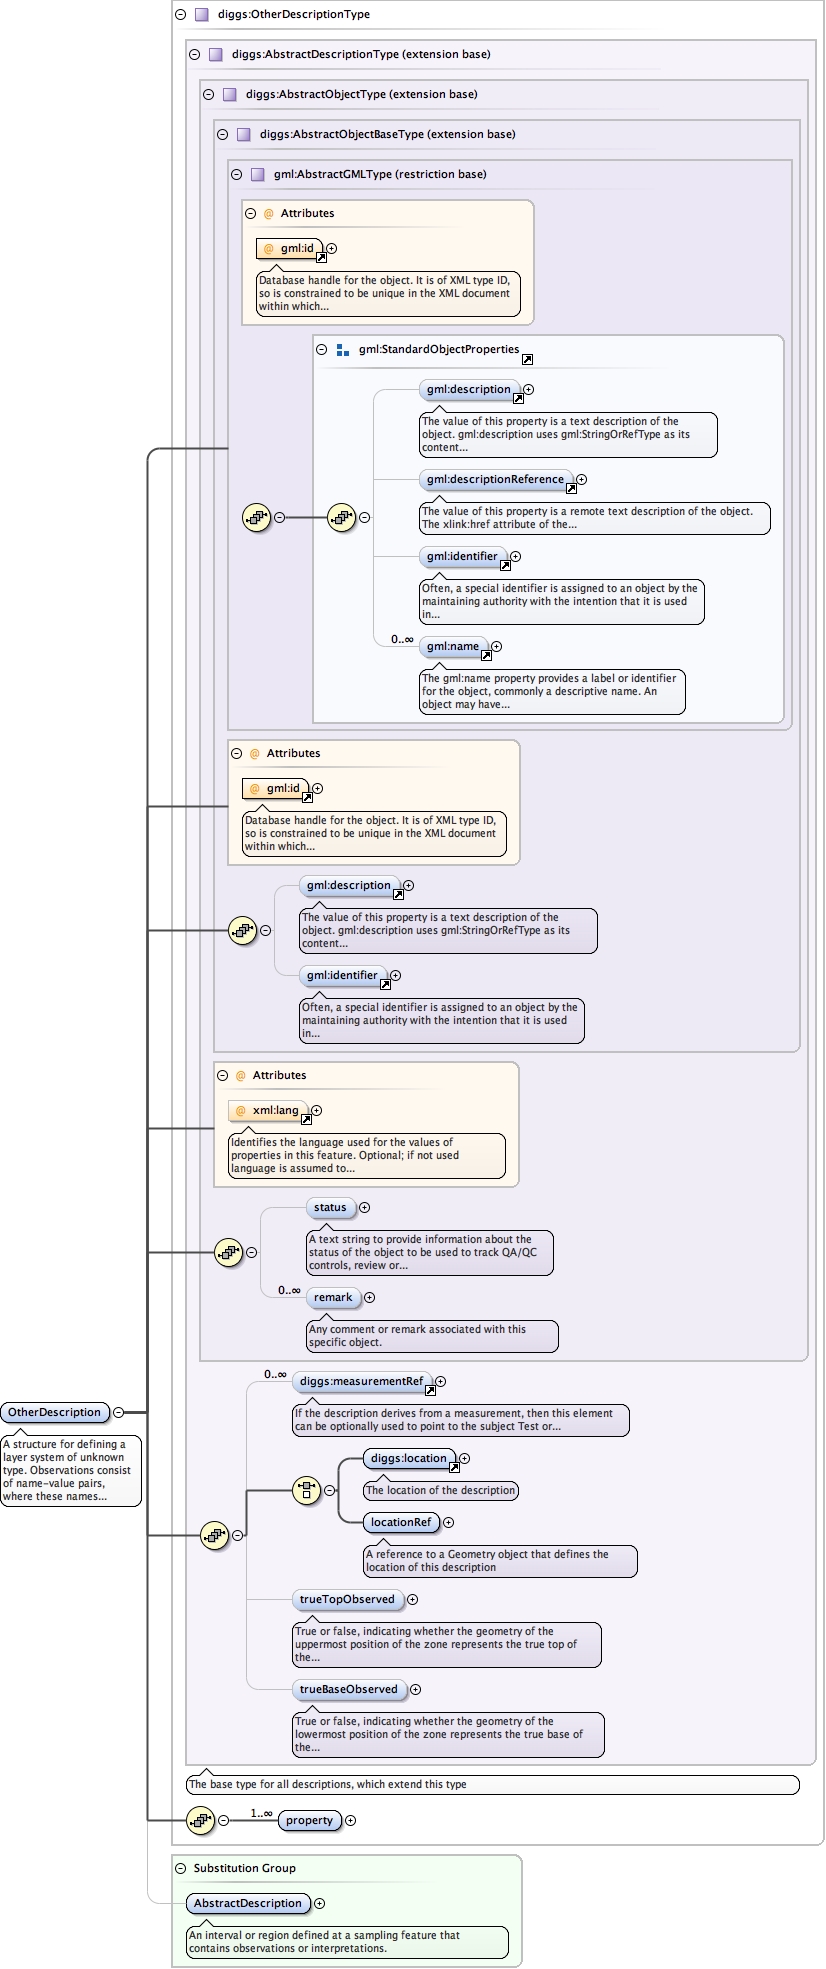 diggs:OtherDescriptionType
diggs:AbstractDescriptionType (extension base)
diggs:AbstractObjectType (extension base)
diggs:AbstractObjectBaseType (extension base)
gml:AbstractGMLType (restriction base)
@ Attributes
@ gml:id
Database handle for the object. It is of XML type ID,
so is constrained to be unique in the XML document
within which...
gml:StandardObjectProperties
gml:description
The value of this property is a text description of the
object. gml:description uses gml:StringOrRefType as its
content...
gml:descriptionReference
The value of this property is a remote text description of the object.
The xlink:href attribute of the...
gml:identifier
Often, a special identifier is assigned to an object by the
maintaining authority with the intention that it is used
in...
0..∞
gml:name
The gml:name property provides a label or identifier
for the object, commonly a descriptive name. An
object may have...
@ Attributes
@ gml:id
Database handle for the object. It is of XML type ID,
so is constrained to be unique in the XML document
within which...
gml:description
The value of this property is a text description of the
object. gml:description uses gml:StringOrRefType as its
content...
gml:identifier
Often, a special identifier is assigned to an object by the
maintaining authority with the intention that it is used
in...
@ Attributes
@ xml:lang
Identifies the language used for the values of
properties in this feature. Optional; if not used
language is assumed to...
status
A text string to provide information about the
status of the object to be used to track QA/QC
controls, review or...
0..∞
remark
Any comment or remark associated with this
specific object.
0..∞
diggs:measurementRef
If the description derives from a measurement, then this element
can be optionally used to point to the subject Test or...
OtherDescription
A structure for defining a
layer system of unknown
type. Observations consist
of name-value pairs,
where these names...
diggs:location
The location of the description
locationRef
A reference to a Geometry object that defines the
location of this description
trueTopObserved
True or false, indicating whether the geometry of the
uppermost position of the zone represents the true top of
the...
trueBaseObserved
True or false, indicating whether the geometry of the
lowermost position of the zone represents the true base of
the...
The base type for all descriptions, which extend this type
1..∞
property
Substitution Group
AbstractDescription
An interval or region defined at a sampling feature that
contains observations or interpretations.